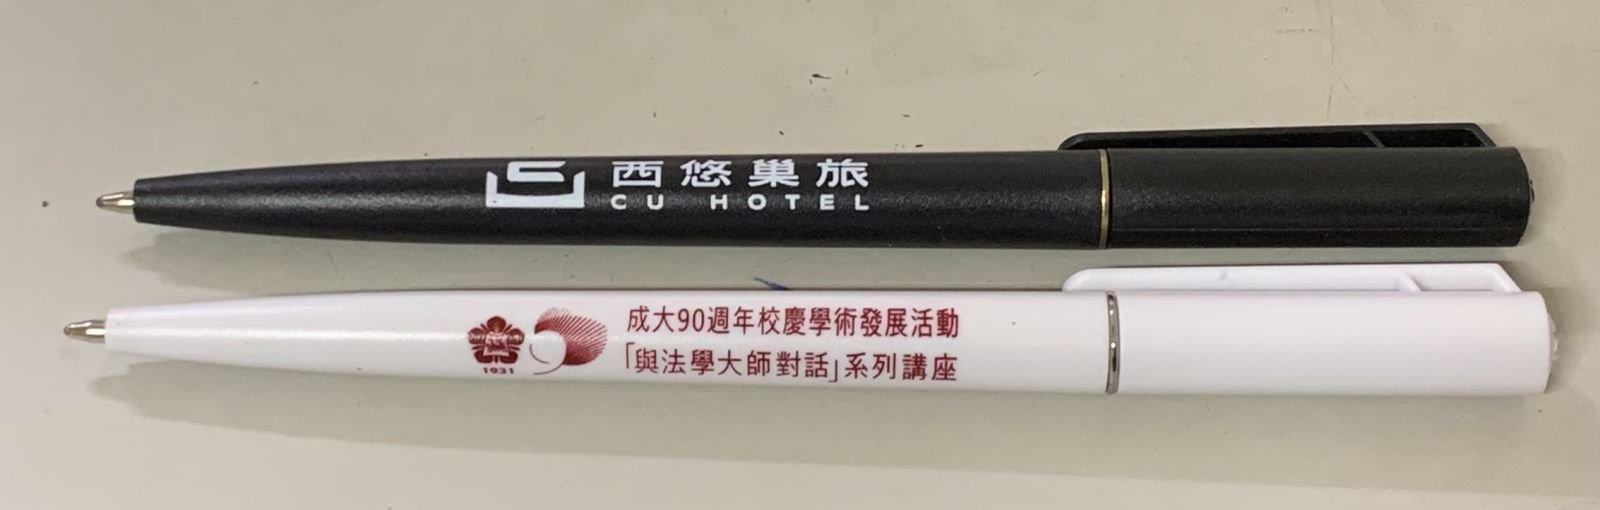 西悠巢旅
CU HOTEL
成大90週年校慶學術發展活動
「與法學大師對話」系列講座
1931